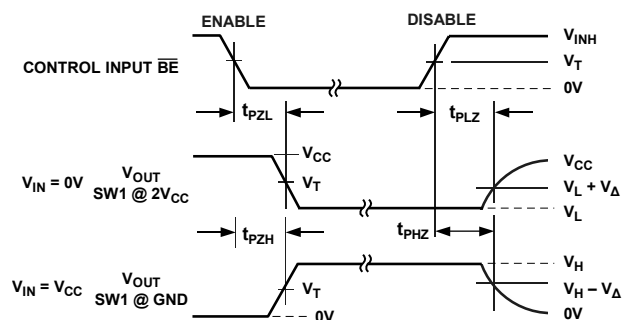 ENABLE DISABLE
CONTROL INPUT BE
V_INH
V_T
0V
t_PZL t_PLZ
V_IN = 0V V_OUT
SW1 @ 2V_CC
V_CC
V_T
V_CC
V_L + V_Δ
V_L
t_PZH t_PHZ
V_IN = V_CC V_OUT
SW1 @ GND
V_T
0V
V_H
V_H – V_Δ
0V